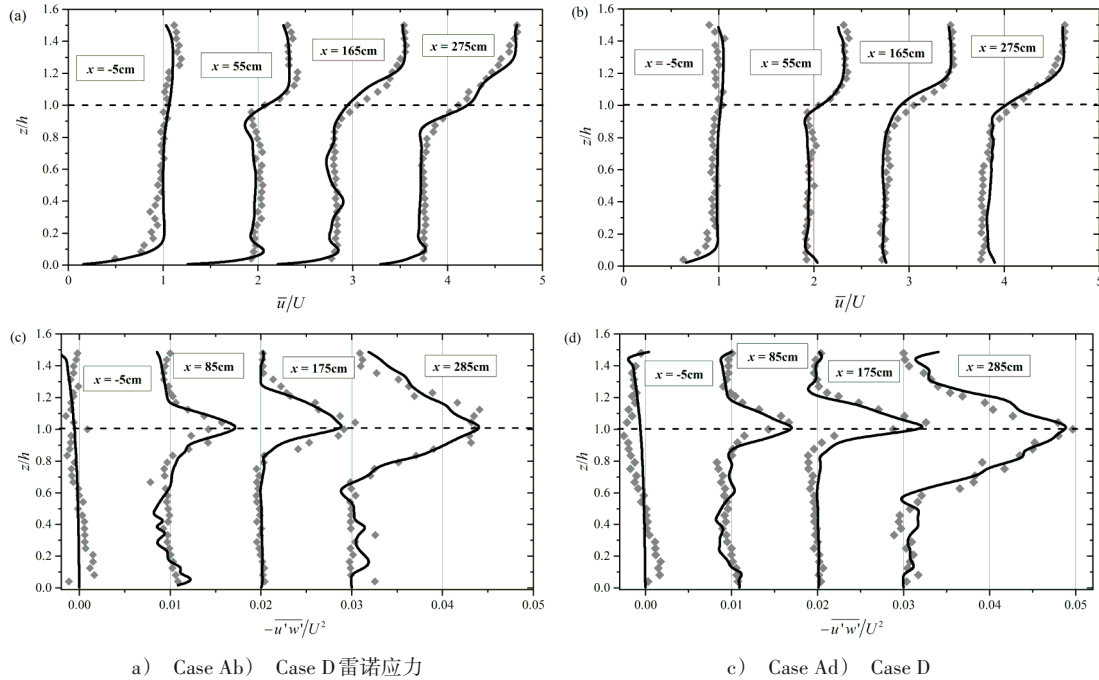 (a)
1.6
1.4
1.2
1.0
0.8
0.6
0.4
0.2
0.0
z/h
x = -5cm
x = 55cm
x = 165cm
x = 275cm
0 1 2 3 4 5
u̅/U
(b)
1.6
1.4
1.2
1.0
0.8
0.6
0.4
0.2
0.0
z/h
x = -5cm
x = 55cm
x = 165cm
x = 275cm
0 1 2 3 4 5
u̅/U
(c)
1.6
1.4
1.2
1.0
0.8
0.6
0.4
0.2
0.0
z/h
x = -5cm
x = 85cm
x = 175cm
x = 285cm
0.00 0.01 0.02 0.03 0.04 0.05
-u'w'/U²
(d)
1.6
1.4
1.2
1.0
0.8
0.6
0.4
0.2
0.0
z/h
x = -5cm
x = 85cm
x = 175cm
x = 285cm
0.00 0.01 0.02 0.03 0.04 0.05
-u'w'/U²
a） Case Ab） Case D雷诺应力 c） Case Ad） Case D